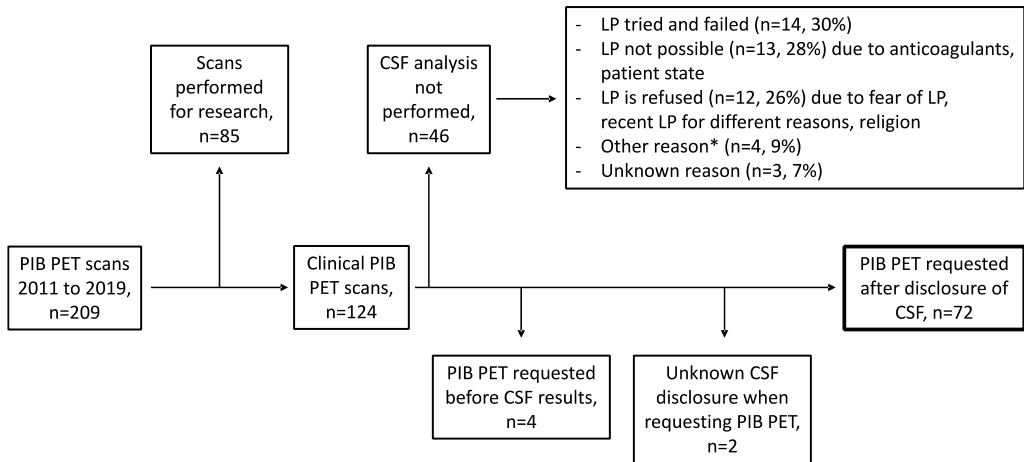 Scans
performed
for research,
n=85
CSF analysis
not
performed,
n=46
- LP tried and failed (n=14, 30%)
- LP not possible (n=13, 28%) due to anticoagulants,
patient state
- LP is refused (n=12, 26%) due to fear of LP,
recent LP for different reasons, religion
- Other reason* (n=4, 9%)
- Unknown reason (n=3, 7%)
PIB PET scans
2011 to 2019,
n=209
Clinical PIB
PET scans,
n=124
PIB PET requested
after disclosure of
CSF, n=72
PIB PET requested
before CSF results,
n=4
Unknown CSF
disclosure when
requesting PIB PET,
n=2